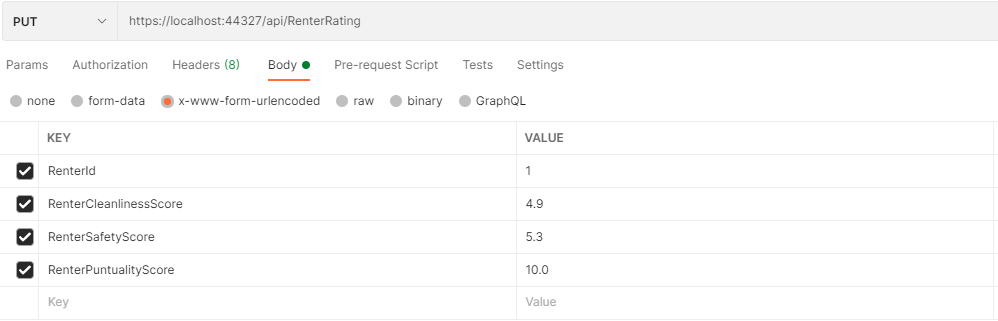 PUT https://localhost:44327/api/RenterRating
Params Authorization Headers (8) Body Pre-request Script Tests Settings
none form-data x-www-form-urlencoded raw binary GraphQL
KEY VALUE
RenterId 1
RenterCleanlinessScore 4.9
RenterSafetyScore 5.3
RenterPuntualityScore 10.0
Key Value